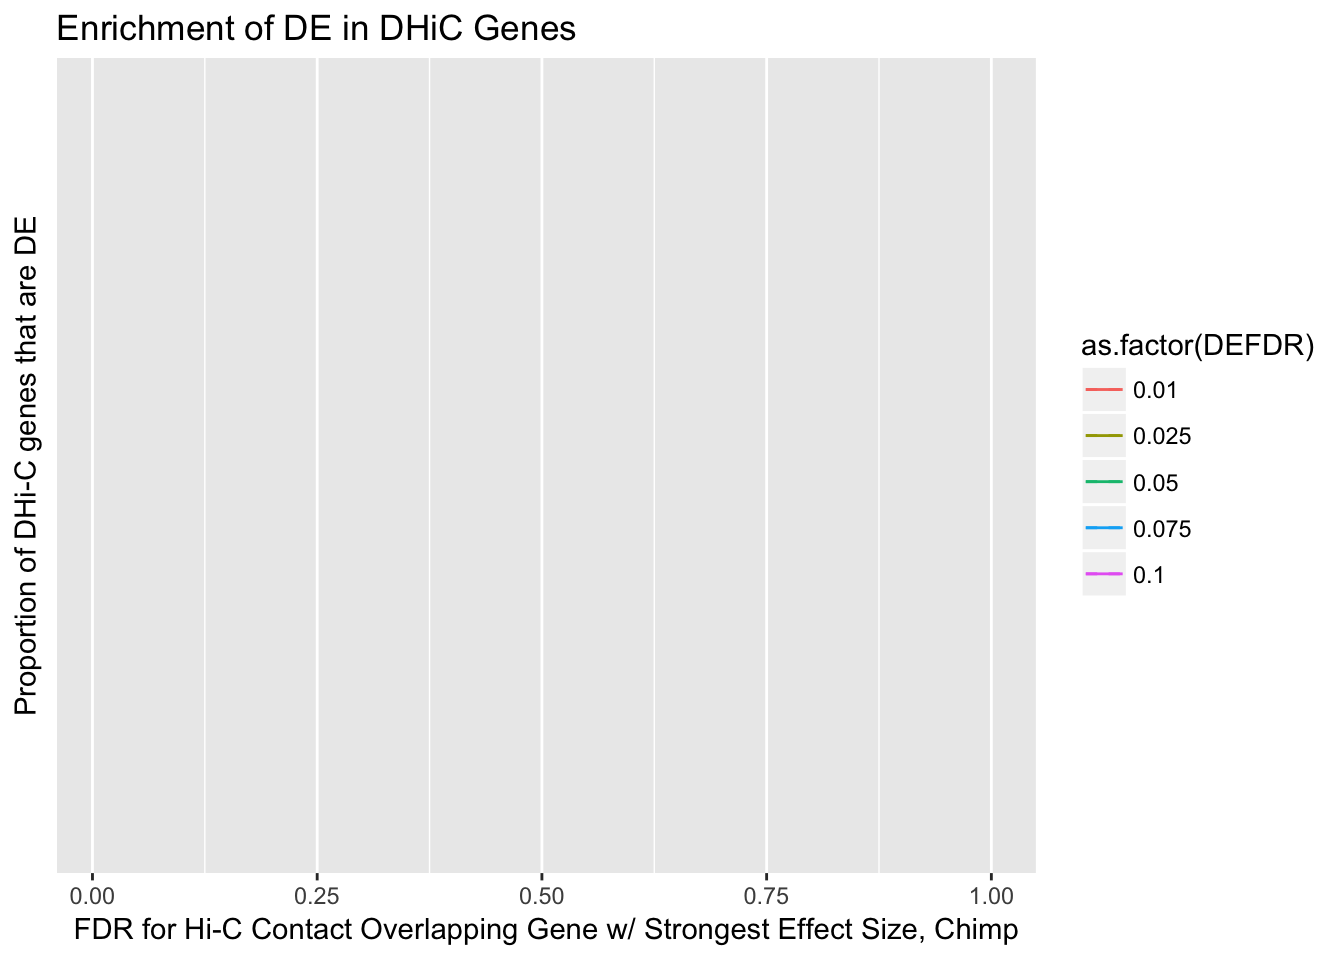 Enrichment of DE in DHiC Genes
Proportion of DHi-C genes that are DE
as.factor(DEFDR)
0.01
0.025
0.05
0.075
0.1
0.00 0.25 0.50 0.75 1.00
FDR for Hi-C Contact Overlapping Gene w/ Strongest Effect Size, Chimp